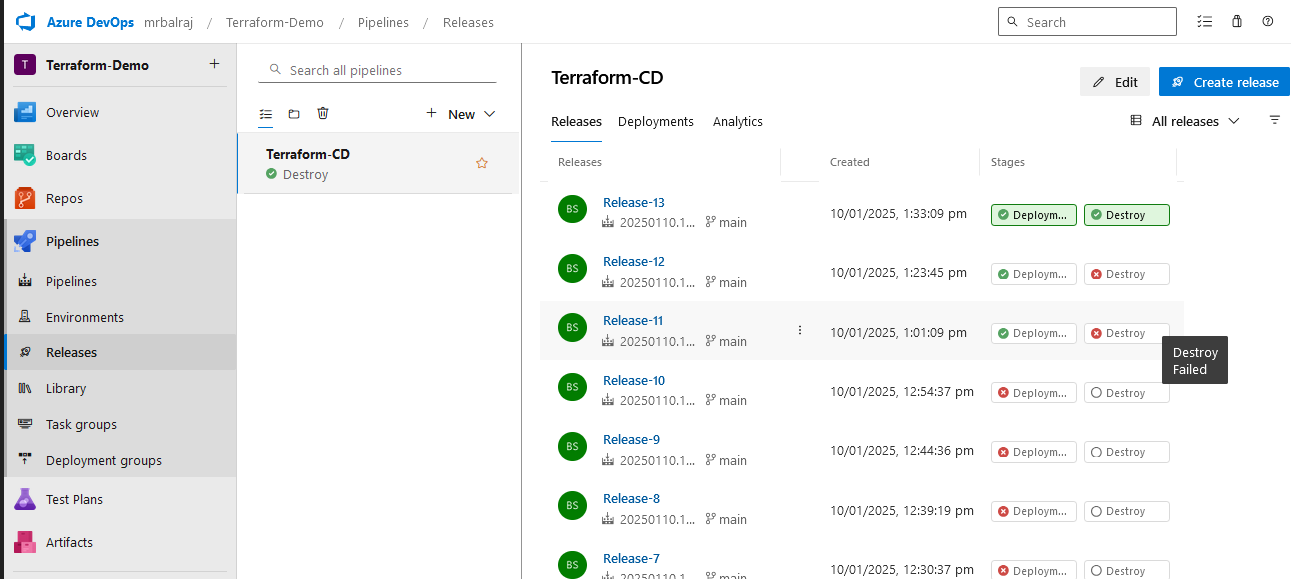 Azure DevOps mrbalraj / Terraform-Demo / Pipelines / Releases Search
T Terraform-Demo +
Overview
Boards
Repos
Pipelines
Pipelines
Environments
Releases
Library
Task groups
Deployment groups
Test Plans
Artifacts
Search all pipelines
+ New
Terraform-CD
Destroy
Terraform-CD
Edit Create release
Releases Deployments Analytics All releases
Releases Created Stages
BS Release-13
20250110.1... main 10/01/2025, 1:33:09 pm Deploym... Destroy
BS Release-12
20250110.1... main 10/01/2025, 1:23:45 pm Deploym... Destroy
BS Release-11
20250110.1... main 10/01/2025, 1:01:09 pm Deploym... Destroy
Destroy
Failed
BS Release-10
20250110.1... main 10/01/2025, 12:54:37 pm Deploym... Destroy
BS Release-9
20250110.1... main 10/01/2025, 12:44:36 pm Deploym... Destroy
BS Release-8
20250110.1... main 10/01/2025, 12:39:19 pm Deploym... Destroy
BS Release-7
20250110.1... main 10/01/2025, 12:30:37 pm Deploym... Destroy